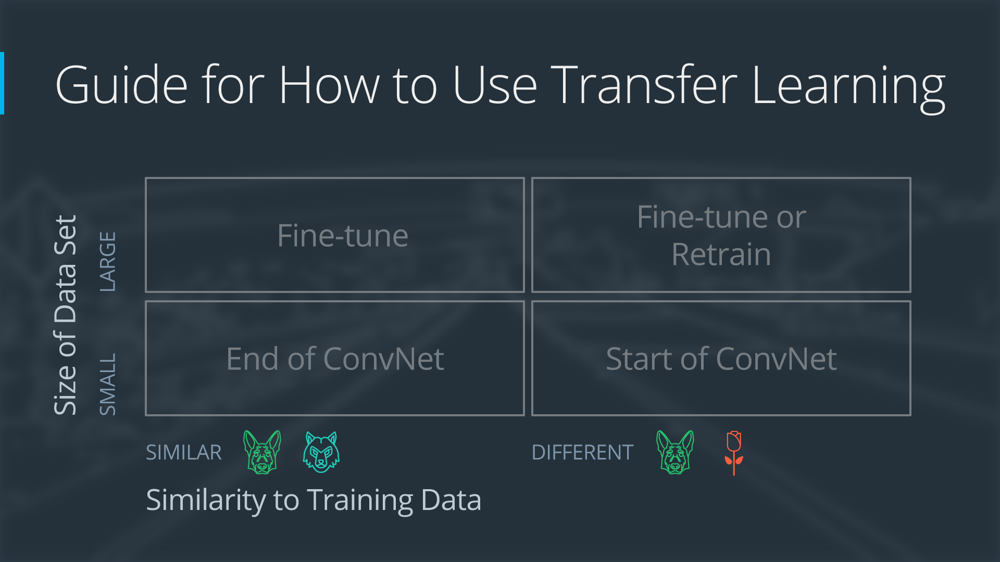 Guide for How to Use Transfer Learning
Size of Data Set
LARGE
Fine-tune
Fine-tune or
Retrain
SMALL
End of ConvNet
Start of ConvNet
SIMILAR
DIFFERENT
Similarity to Training Data